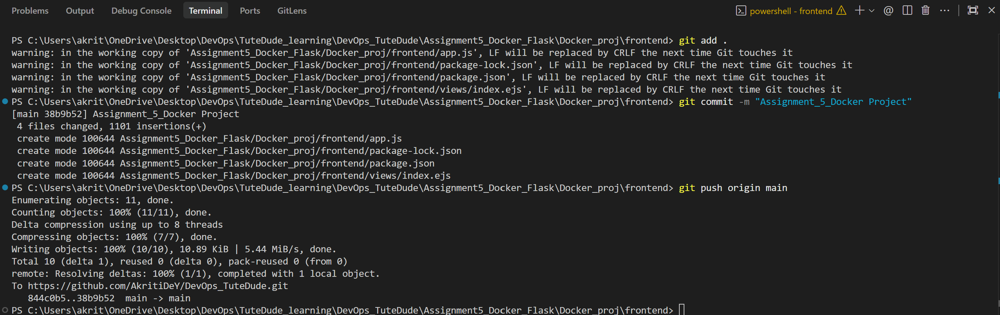 Problems Output Debug Console Terminal Ports GitLens powershell - frontend
PS C:\Users\akrit\OneDrive\Desktop\DevOps\TuteDude_learning\DevOps_TuteDude\Assignment5_Docker_Flask\Docker_proj\frontend> git add .
warning: in the working copy of 'Assignment5_Docker_Flask/Docker_proj/frontend/app.js', LF will be replaced by CRLF the next time Git touches it
warning: in the working copy of 'Assignment5_Docker_Flask/Docker_proj/frontend/package-lock.json', LF will be replaced by CRLF the next time Git touches it
warning: in the working copy of 'Assignment5_Docker_Flask/Docker_proj/frontend/package.json', LF will be replaced by CRLF the next time Git touches it
warning: in the working copy of 'Assignment5_Docker_Flask/Docker_proj/frontend/views/index.ejs', LF will be replaced by CRLF the next time Git touches it
PS C:\Users\akrit\OneDrive\Desktop\DevOps\TuteDude_learning\DevOps_TuteDude\Assignment5_Docker_Flask\Docker_proj\frontend> git commit -m "Assignment_5_Docker Project"
[main 38b9b52] Assignment_5_Docker Project
 4 files changed, 1101 insertions(+)
 create mode 100644 Assignment5_Docker_Flask/Docker_proj/frontend/app.js
 create mode 100644 Assignment5_Docker_Flask/Docker_proj/frontend/package-lock.json
 create mode 100644 Assignment5_Docker_Flask/Docker_proj/frontend/package.json
 create mode 100644 Assignment5_Docker_Flask/Docker_proj/frontend/views/index.ejs
PS C:\Users\akrit\OneDrive\Desktop\DevOps\TuteDude_learning\DevOps_TuteDude\Assignment5_Docker_Flask\Docker_proj\frontend> git push origin main
Enumerating objects: 11, done.
Counting objects: 100% (11/11), done.
Delta compression using up to 8 threads
Compressing objects: 100% (7/7), done.
Writing objects: 100% (10/10), 10.89 KiB | 5.44 MiB/s, done.
Total 10 (delta 1), reused 0 (delta 0), pack-reused 0 (from 0)
remote: Resolving deltas: 100% (1/1), completed with 1 local object.
To https://github.com/AkritiDeY/DevOps_TuteDude.git
   844c0b5..38b9b52  main -> main
PS C:\Users\akrit\OneDrive\Desktop\DevOps\TuteDude_learning\DevOps_TuteDude\Assignment5_Docker_Flask\Docker_proj\frontend>